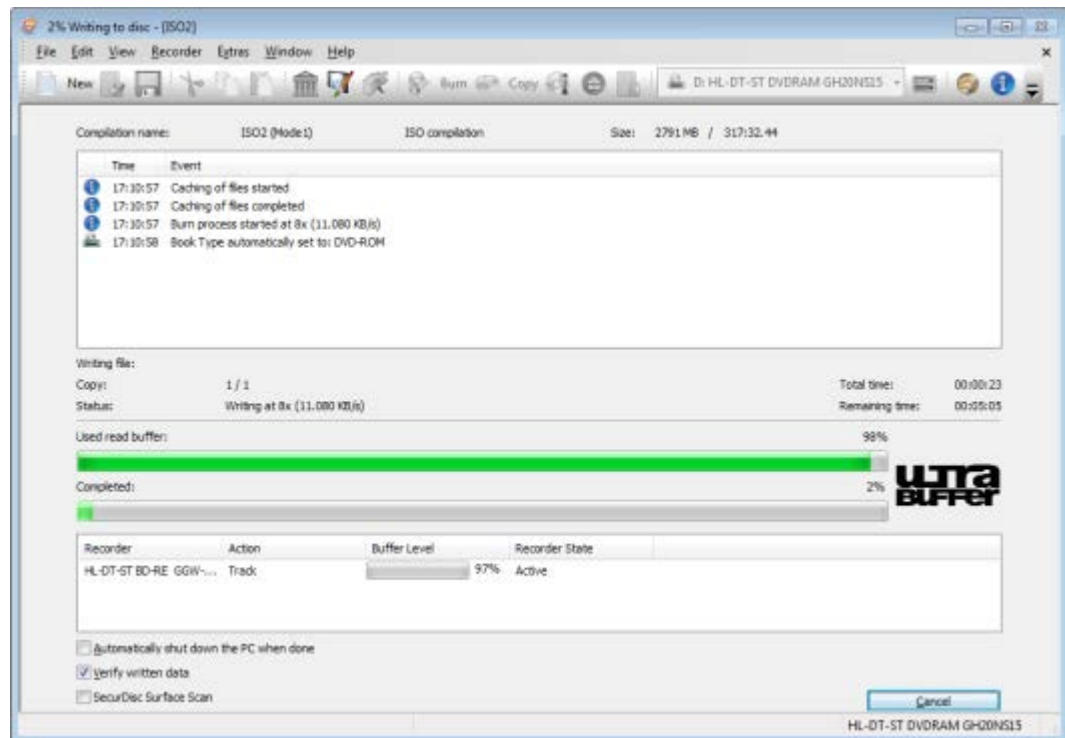 2% Writing to disc - [ISO2]
File Edit View Recorder Extras Window Help
New Burn Copy D: HL-DT-ST DVDRAM GH20NS15
Compilation name: ISO2 (Mode1) ISO compilation Size: 2791 MB / 317:32.44
Time Event
17:10:57 Caching of files started
17:10:57 Caching of files completed
17:10:57 Burn process started at 8x (11.080 KB/s)
17:10:58 Book Type automatically set to: DVD-ROM
Writing file:
Copy: 1 / 1 Total time: 00:00:23
Status: Writing at 8x (11.080 KB/s) Remaining time: 00:05:05
Used read buffer: 98%
Completed: 2%
ULTRA
BUFFER
Recorder Action Buffer Level Recorder State
HL-DT-ST BD-RE GGW-... Track 97% Active
Automatically shut down the PC when done
Verify written data
SecurDisc Surface Scan
Cancel
HL-DT-ST DVDRAM GH20NS15